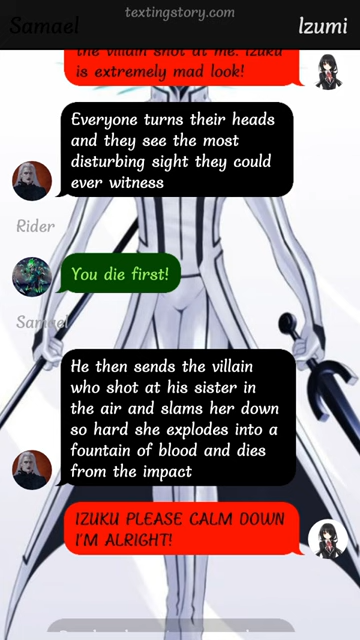 textingstory.com
Samael
Izumi
the villain shot at me. Izuku
is extremely mad look!
Everyone turns their heads
and they see the most
disturbing sight they could
ever witness
Rider
You die first!
Samael
He then sends the villain
who shot at his sister in
the air and slams her down
so hard she explodes into a
fountain of blood and dies
from the impact
IZUKU PLEASE CALM DOWN
I'M ALRIGHT!